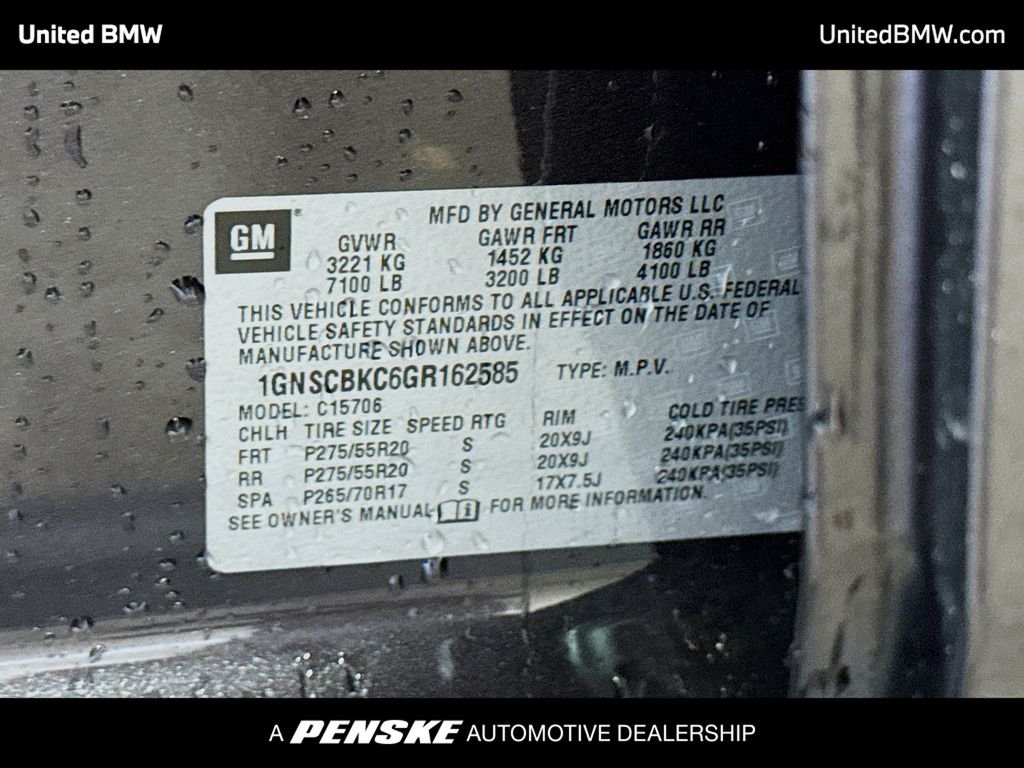 United BMW
UnitedBMW.com
GM
MFD BY GENERAL MOTORS LLC
GVWR GAWR FRT GAWR RR
3221 KG 1452 KG 1860 KG
7100 LB 3200 LB 4100 LB
THIS VEHICLE CONFORMS TO ALL APPLICABLE U.S. FEDERAL
VEHICLE SAFETY STANDARDS IN EFFECT ON THE DATE OF
MANUFACTURE SHOWN ABOVE.
1GNSCBKC6GR162585 TYPE: M.P.V.
MODEL: C15706
CHLH TIRE SIZE SPEED RTG RIM COLD TIRE PRES
FRT P275/55R20 S 20X9J 240KPA(35PSI)
RR P275/55R20 S 20X9J 240KPA(35PSI)
SPA P265/70R17 S 17X7.5J 240KPA(35PSI)
SEE OWNER'S MANUAL i FOR MORE INFORMATION.
A PENSKE AUTOMOTIVE DEALERSHIP